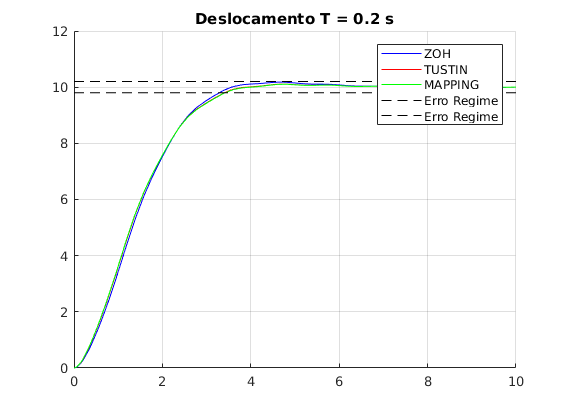 Deslocamento T = 0.2 s
12
10
8
6
4
2
0
0 2 4 6 8 10
ZOH
TUSTIN
MAPPING
Erro Regime
Erro Regime